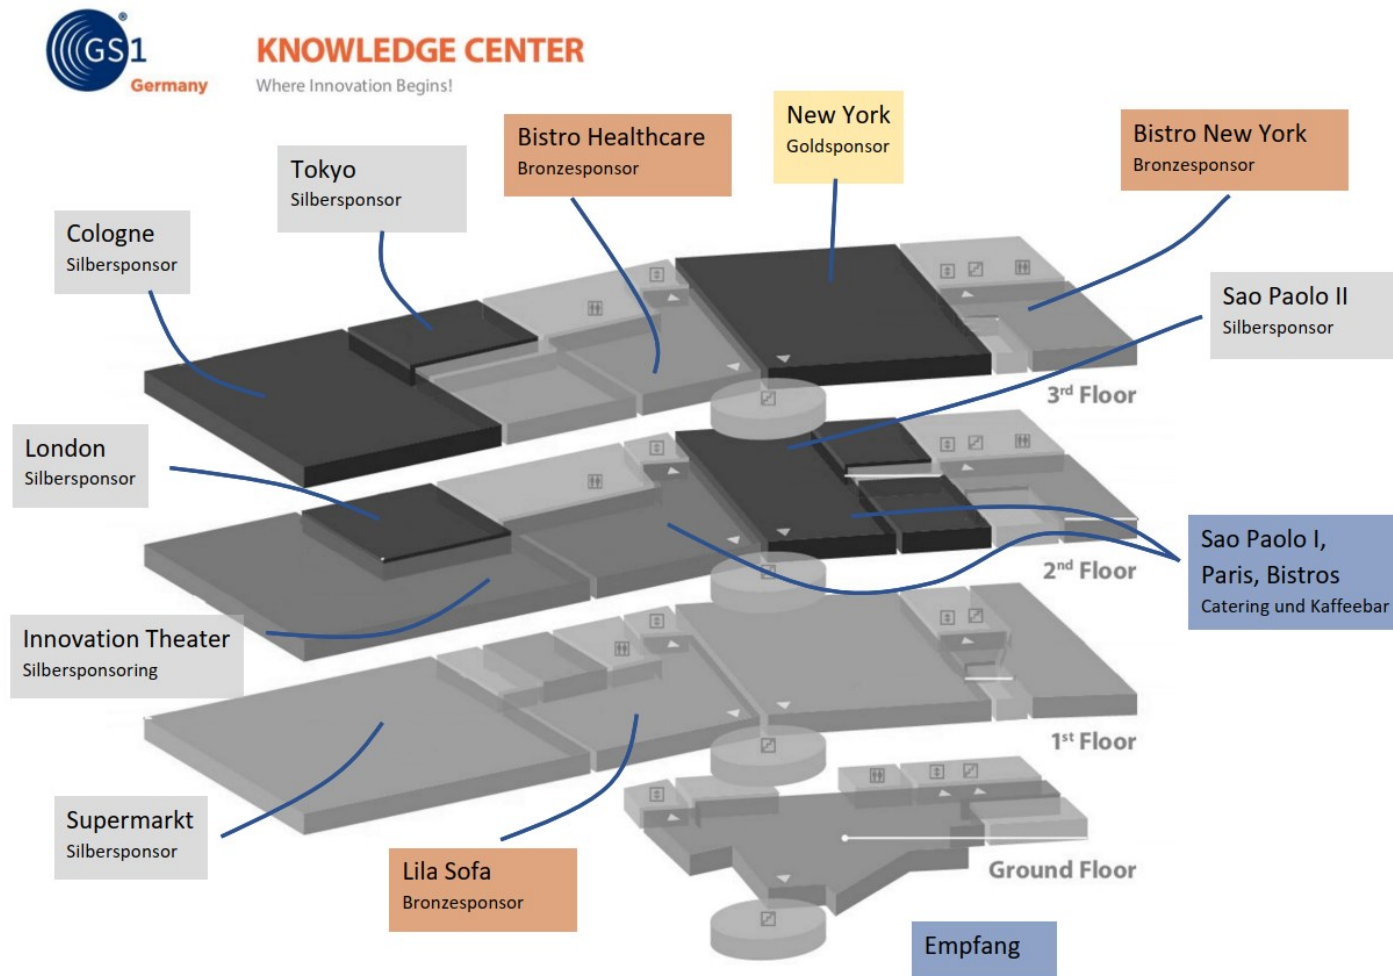 GS1
Germany
KNOWLEDGE CENTER
Where Innovation Begins!
New York
Goldsponsor
Bistro Healthcare
Bronzesponsor
Bistro New York
Bronzesponsor
Tokyo
Silbersponsor
Cologne
Silbersponsor
Sao Paolo II
Silbersponsor
3rd Floor
London
Silbersponsor
Sao Paolo I,
Paris, Bistros
Catering und Kaffeebar
2nd Floor
Innovation Theater
Silbersponsoring
1st Floor
Supermarkt
Silbersponsor
Lila Sofa
Bronzesponsor
Ground Floor
Empfang